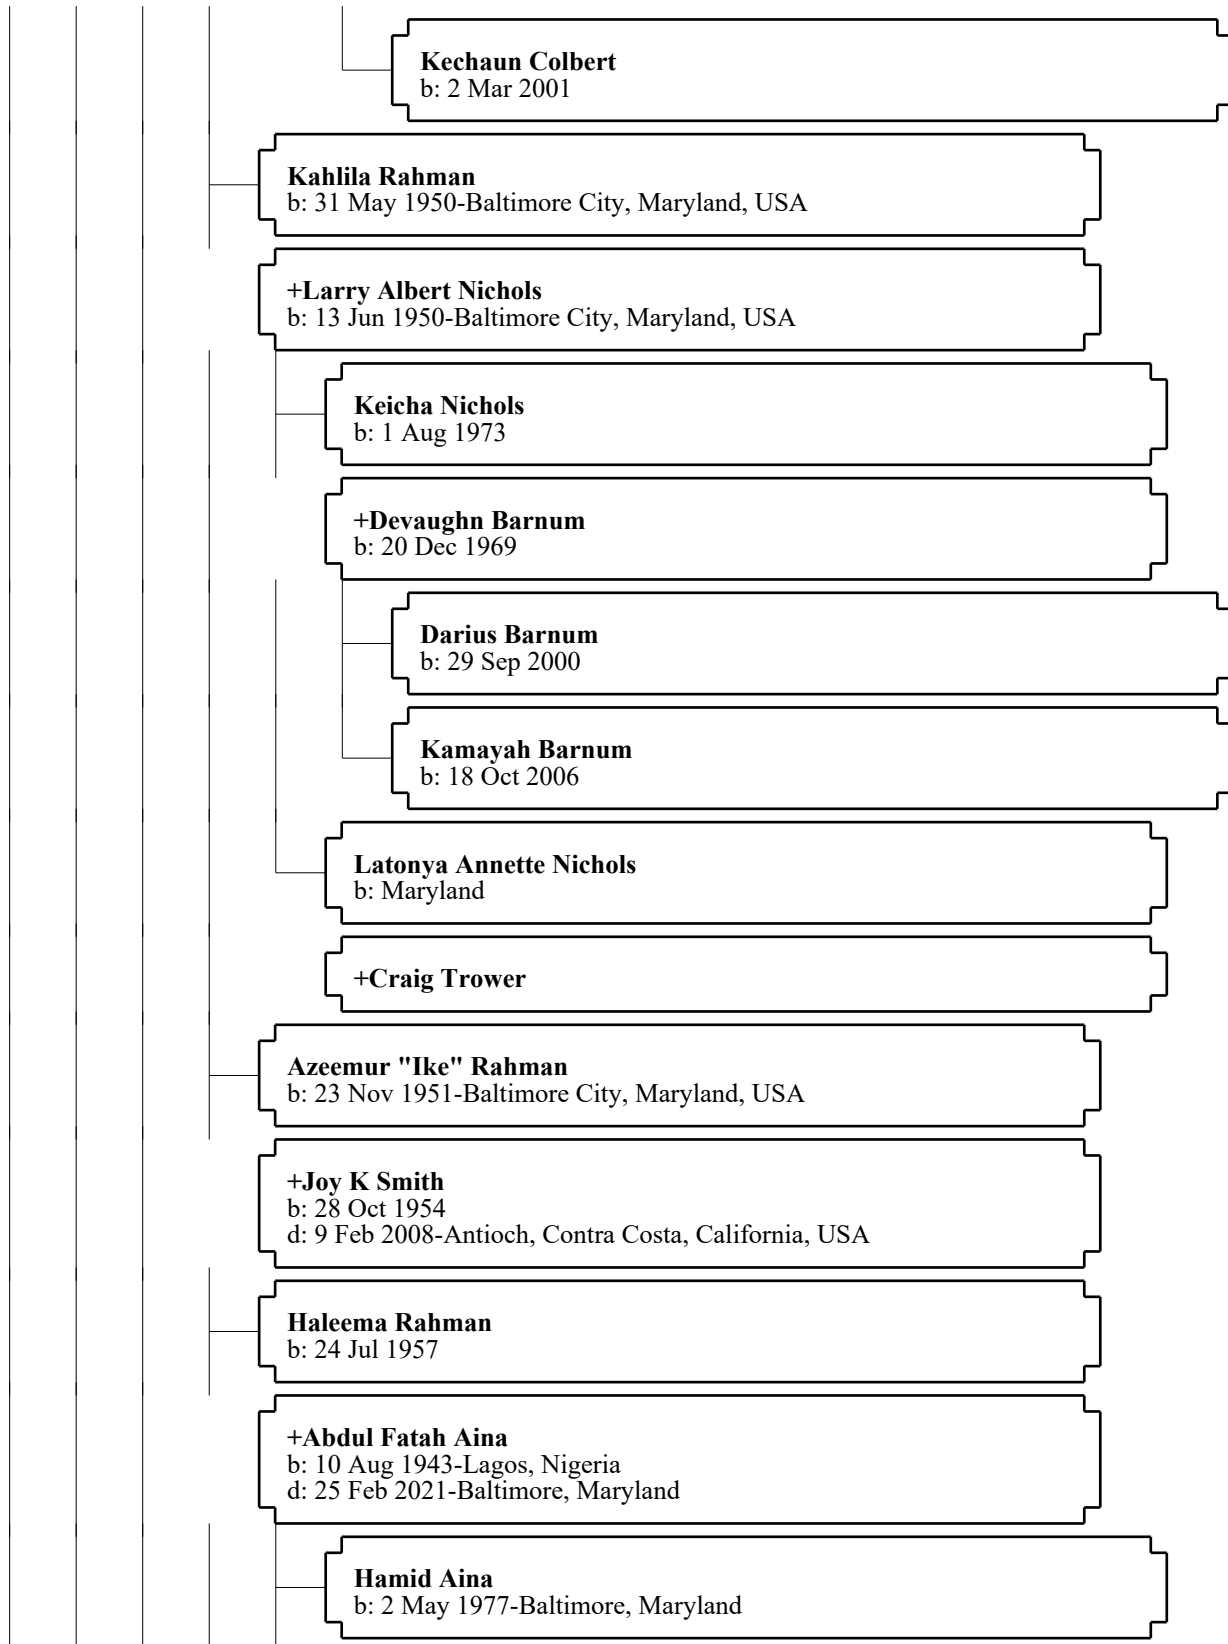 Kechaun Colbert
b: 2 Mar 2001
Kahlila Rahman
b: 31 May 1950-Baltimore City, Maryland, USA
+Larry Albert Nichols
b: 13 Jun 1950-Baltimore City, Maryland, USA
Keicha Nichols
b: 1 Aug 1973
+Devaughn Barnum
b: 20 Dec 1969
Darius Barnum
b: 29 Sep 2000
Kamayah Barnum
b: 18 Oct 2006
Latonya Annette Nichols
b: Maryland
+Craig Trower
Azeemur "Ike" Rahman
b: 23 Nov 1951-Baltimore City, Maryland, USA
+Joy K Smith
b: 28 Oct 1954
d: 9 Feb 2008-Antioch, Contra Costa, California, USA
Haleema Rahman
b: 24 Jul 1957
+Abdul Fatah Aina
b: 10 Aug 1943-Lagos, Nigeria
d: 25 Feb 2021-Baltimore, Maryland
Hamid Aina
b: 2 May 1977-Baltimore, Maryland